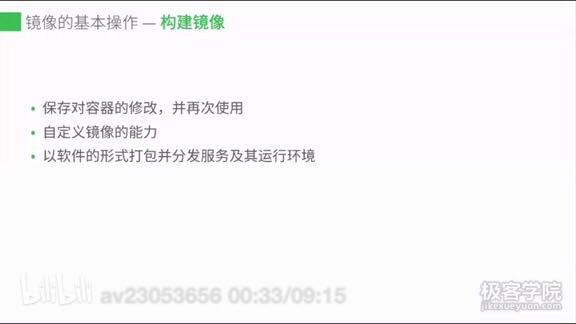 镜像的基本操作 — 构建镜像
• 保存对容器的修改，并再次使用
• 自定义镜像的能力
• 以软件的形式打包并分发服务及其运行环境
bilibili av23053656 00:33/09:15
极客学院
jikexueyuan.com